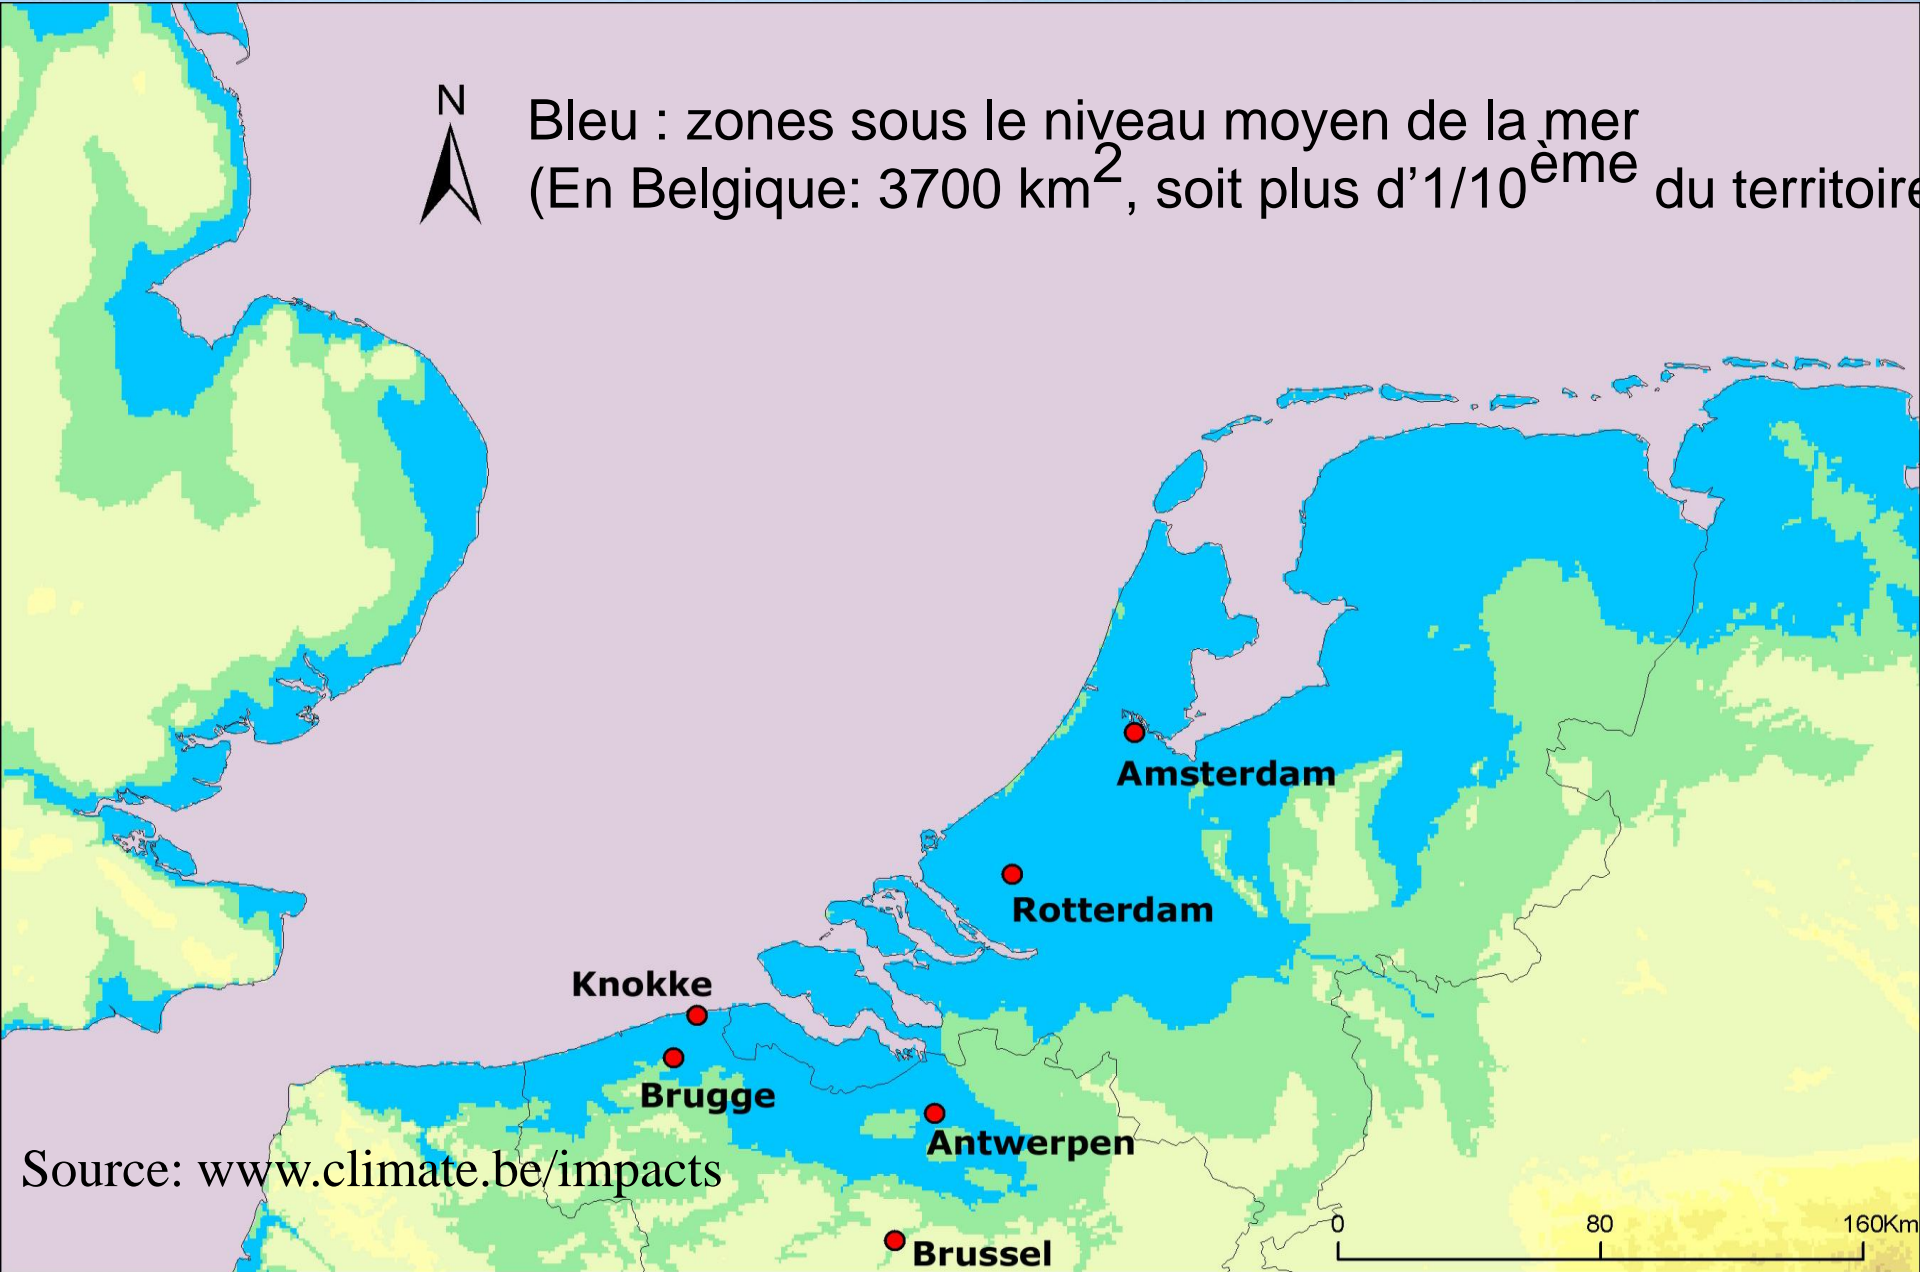 N
Bleu : zones sous le niveau moyen de la mer
(En Belgique: 3700 km², soit plus d’1/10ème du territoire
Amsterdam
Rotterdam
Knokke
Brugge
Antwerpen
Source: www.climate.be/impacts
0 80 160Km
Brussel